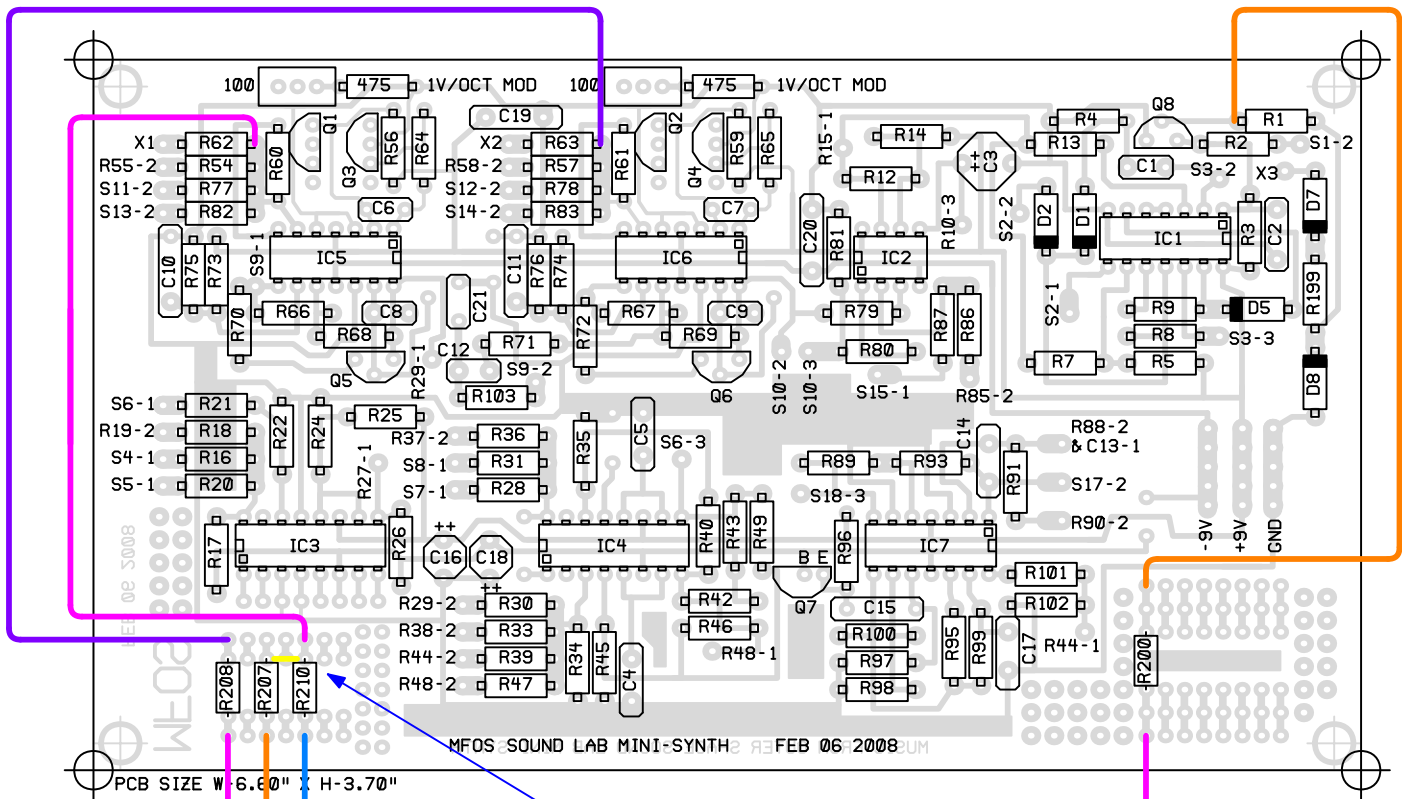 100 475 1V/OCT MOD 100 475 1V/OCT MOD
Q1 Q3 R56 R64 C19 Q2 Q4 R59 R65 R15-1 R14 R4 Q8 R1
X1 R62 R60 X2 R63 R61 ++ C3 R13 R2 S1-2
R55-2 R54 R58-2 R57 R12 C1 S3-2 X3
S11-2 R77 S12-2 R78 D7
S13-2 R82 C6 S14-2 R83 C7 C20 R81 R10-3 S2-2 D2 D1 R3 C2
C10 R75 R73 S9-1 IC5 C11 R76 R74 IC6 IC2 IC1
R70 R66 C8 C21 R72 R67 C9 R79 R87 R86 S2-1 R9 D5 R199
R68 R71 R69 R8 S3-3
C12 S9-2 R80 R7 R5
Q5 R29-1 R103 Q6 S10-2 S10-3 S15-1 R85-2 D8
S6-1 R21 R22 R24 R25 R35 C5 C14
R19-2 R18 R37-2 R36 S6-3 R88-2
& C13-1
S4-1 R16 R27-1 S8-1 R31 R89 R93 R91
S5-1 R20 S7-1 R28 S18-3 S17-2
R17 IC3 R26 ++ C16 C18 ++ IC4 R40 R43 R49 R96 IC7 R90-2 -9V +9V GND
B E
Q7 R101
R29-2 R30 R42 C15 R102
R38-2 R33 R34 R45 R46 R100 R95 R99 C17 R44-1 R200
R44-2 R39 C4 R48-1 R97
R48-2 R47 R98
R208 R207 R210
FEB 06 2008
MFOS
MFOS SOUND LAB MINI-SYNTH FEB 06 2008
PCB SIZE W-6.60" X H-3.70"